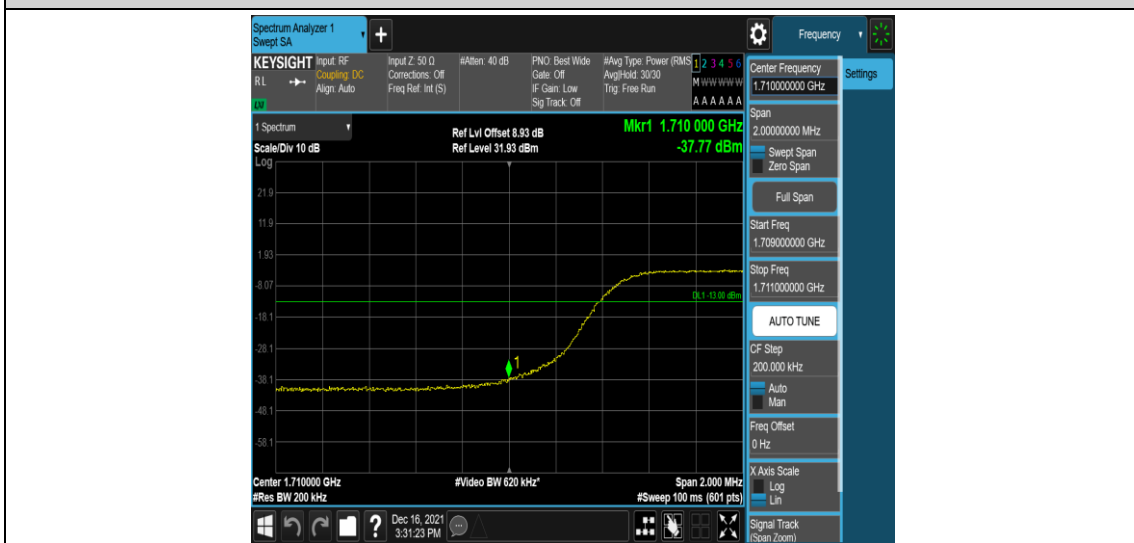 Spectrum Analyzer 1
Swept SA
+
Frequency
KEYSIGHT
RL
LXI
Input: RF
Coupling: DC
Align: Auto
Input Z: 50 Ω
Corrections: Off
Freq Ref: Int (S)
#Atten: 40 dB
PNO: Best Wide
Gate: Off
IF Gain: Low
Sig Track: Off
#Avg Type: Power (RMS
Avg|Hold: 30/30
Trig: Free Run
1 2 3 4 5 6
M W W W W W
A A A A A A
1 Spectrum
Scale/Div 10 dB
Log
Ref Lvl Offset 8.93 dB
Ref Level 31.93 dBm
Mkr1 1.710 000 GHz
-37.77 dBm
21.9
11.9
1.93
-8.07
DL1 -13.00 dBm
-18.1
-28.1
1
-38.1
-48.1
-58.1
Center 1.710000 GHz
#Res BW 200 kHz
#Video BW 620 kHz*
Span 2.000 MHz
#Sweep 100 ms (601 pts)
?
Dec 16, 2021
3:31:23 PM
Center Frequency
1.710000000 GHz
Settings
Span
2.00000000 MHz
Swept Span
Zero Span
Full Span
Start Freq
1.709000000 GHz
Stop Freq
1.711000000 GHz
AUTO TUNE
CF Step
200.000 kHz
Auto
Man
Freq Offset
0 Hz
X Axis Scale
Log
Lin
Signal Track
(Span Zoom)